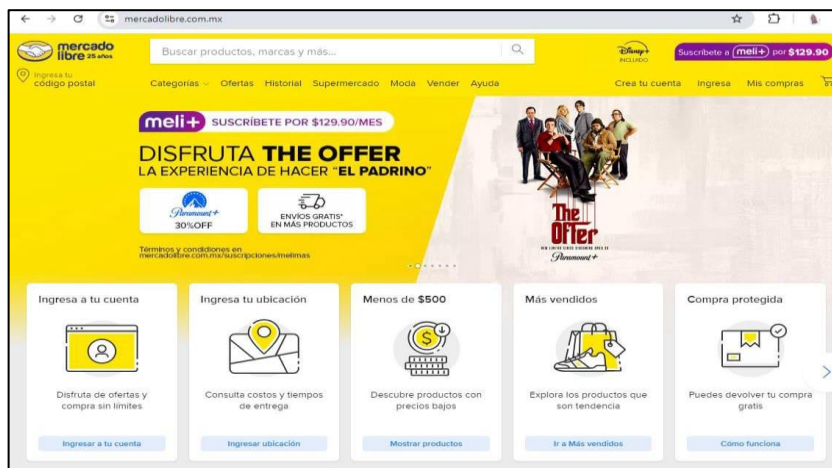 mercadolibre.com.mx
mercado
libre 25 años
Buscar productos, marcas y más...
Disney+
INCLUIDO
Suscríbete a meli+ por $129.90
Ingresa tu
código postal
Categorías Ofertas Historial Supermercado Moda Vender Ayuda
Crea tu cuenta Ingresa Mis compras
meli+ SUSCRÍBETE POR $129.90/MES
DISFRUTA THE OFFER
LA EXPERIENCIA DE HACER "EL PADRINO"
Paramount+
30%OFF
ENVÍOS GRATIS*
EN MÁS PRODUCTOS
Términos y condiciones en
mercadolibre.com.mx/suscripciones/melimas
The
Offer
Paramount+
Ingresa a tu cuenta
Disfruta de ofertas y
compra sin límites
Ingresar a tu cuenta
Ingresa tu ubicación
Consulta costos y tiempos
de entrega
Ingresar ubicación
Menos de $500
Descubre productos con
precios bajos
Mostrar productos
Más vendidos
Explora los productos que
son tendencia
Ir a Más vendidos
Compra protegida
Puedes devolver tu compra
gratis
Cómo funciona